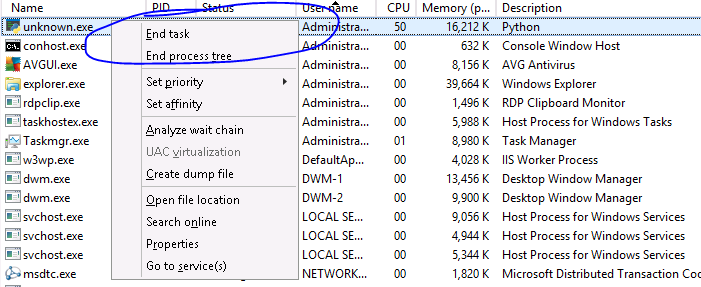 Name PID Status User name CPU Memory (p... Description
unknown.exe Administra... 50 16,212 K Python
conhost.exe Administra... 00 632 K Console Window Host
AVGUI.exe Administra... 00 8,156 K AVG Antivirus
explorer.exe Administra... 00 39,664 K Windows Explorer
rdpclip.exe Administra... 00 1,496 K RDP Clipboard Monitor
taskhostex.exe Administra... 00 5,988 K Host Process for Windows Tasks
Taskmgr.exe Administra... 01 8,980 K Task Manager
w3wp.exe DefaultAp... 00 4,028 K IIS Worker Process
dwm.exe DWM-1 00 13,456 K Desktop Window Manager
dwm.exe DWM-2 00 9,900 K Desktop Window Manager
svchost.exe LOCAL SE... 00 9,056 K Host Process for Windows Services
svchost.exe LOCAL SE... 00 4,944 K Host Process for Windows Services
svchost.exe LOCAL SE... 00 5,344 K Host Process for Windows Services
msdtc.exe NETWORK... 00 1,820 K Microsoft Distributed Transaction Co
End task
End process tree
Set priority
Set affinity
Analyze wait chain
UAC virtualization
Create dump file
Open file location
Search online
Properties
Go to service(s)